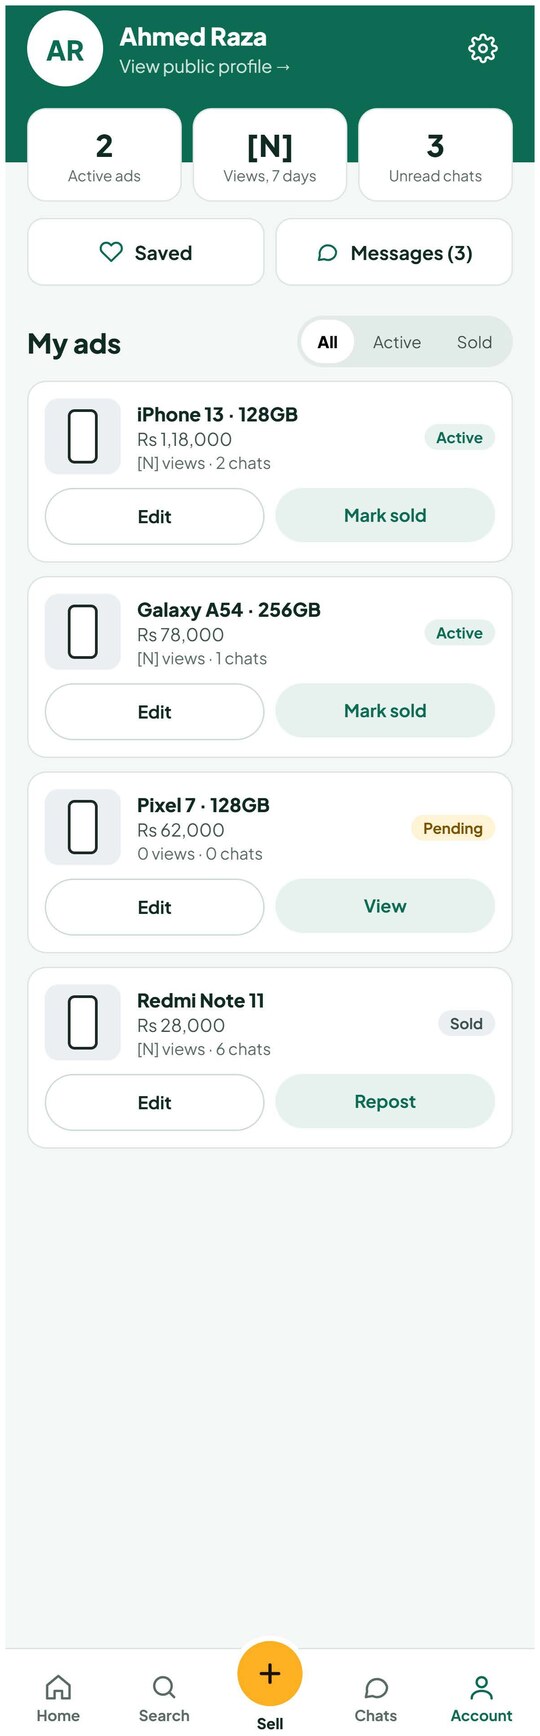 AR
Ahmed Raza
View public profile →
2
Active ads
[N]
Views, 7 days
3
Unread chats
Saved
Messages (3)
My ads
All
Active
Sold
iPhone 13 · 128GB
Rs 1,18,000
[N] views · 2 chats
Active
Edit
Mark sold
Galaxy A54 · 256GB
Rs 78,000
[N] views · 1 chats
Active
Edit
Mark sold
Pixel 7 · 128GB
Rs 62,000
0 views · 0 chats
Pending
Edit
View
Redmi Note 11
Rs 28,000
[N] views · 6 chats
Sold
Edit
Repost
Home
Search
Sell
Chats
Account